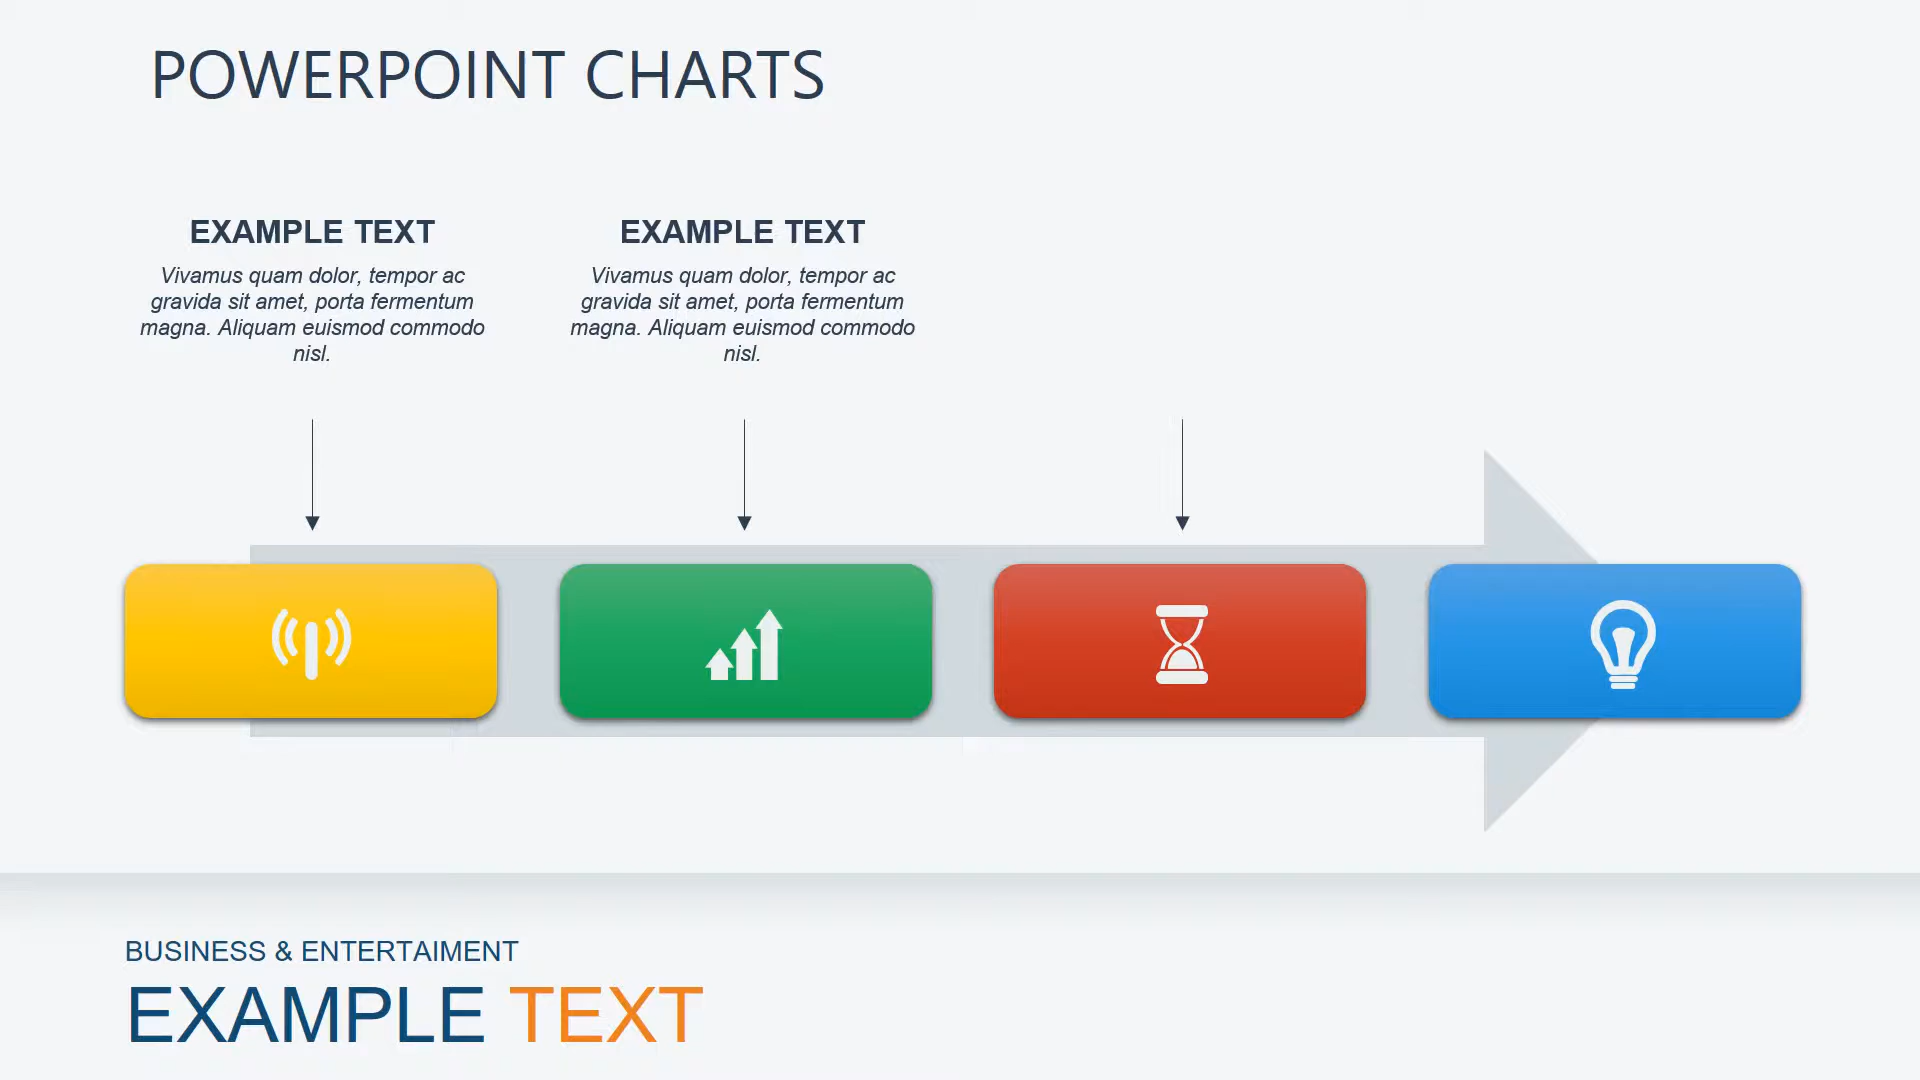 POWERPOINT CHARTS
EXAMPLE TEXT
Vivamus quam dolor, tempor ac
gravida sit amet, porta fermentum
magna. Aliquam euismod commodo
nisl.
EXAMPLE TEXT
Vivamus quam dolor, tempor ac
gravida sit amet, porta fermentum
magna. Aliquam euismod commodo
nisl.
BUSINESS & ENTERTAIMENT
EXAMPLE TEXT